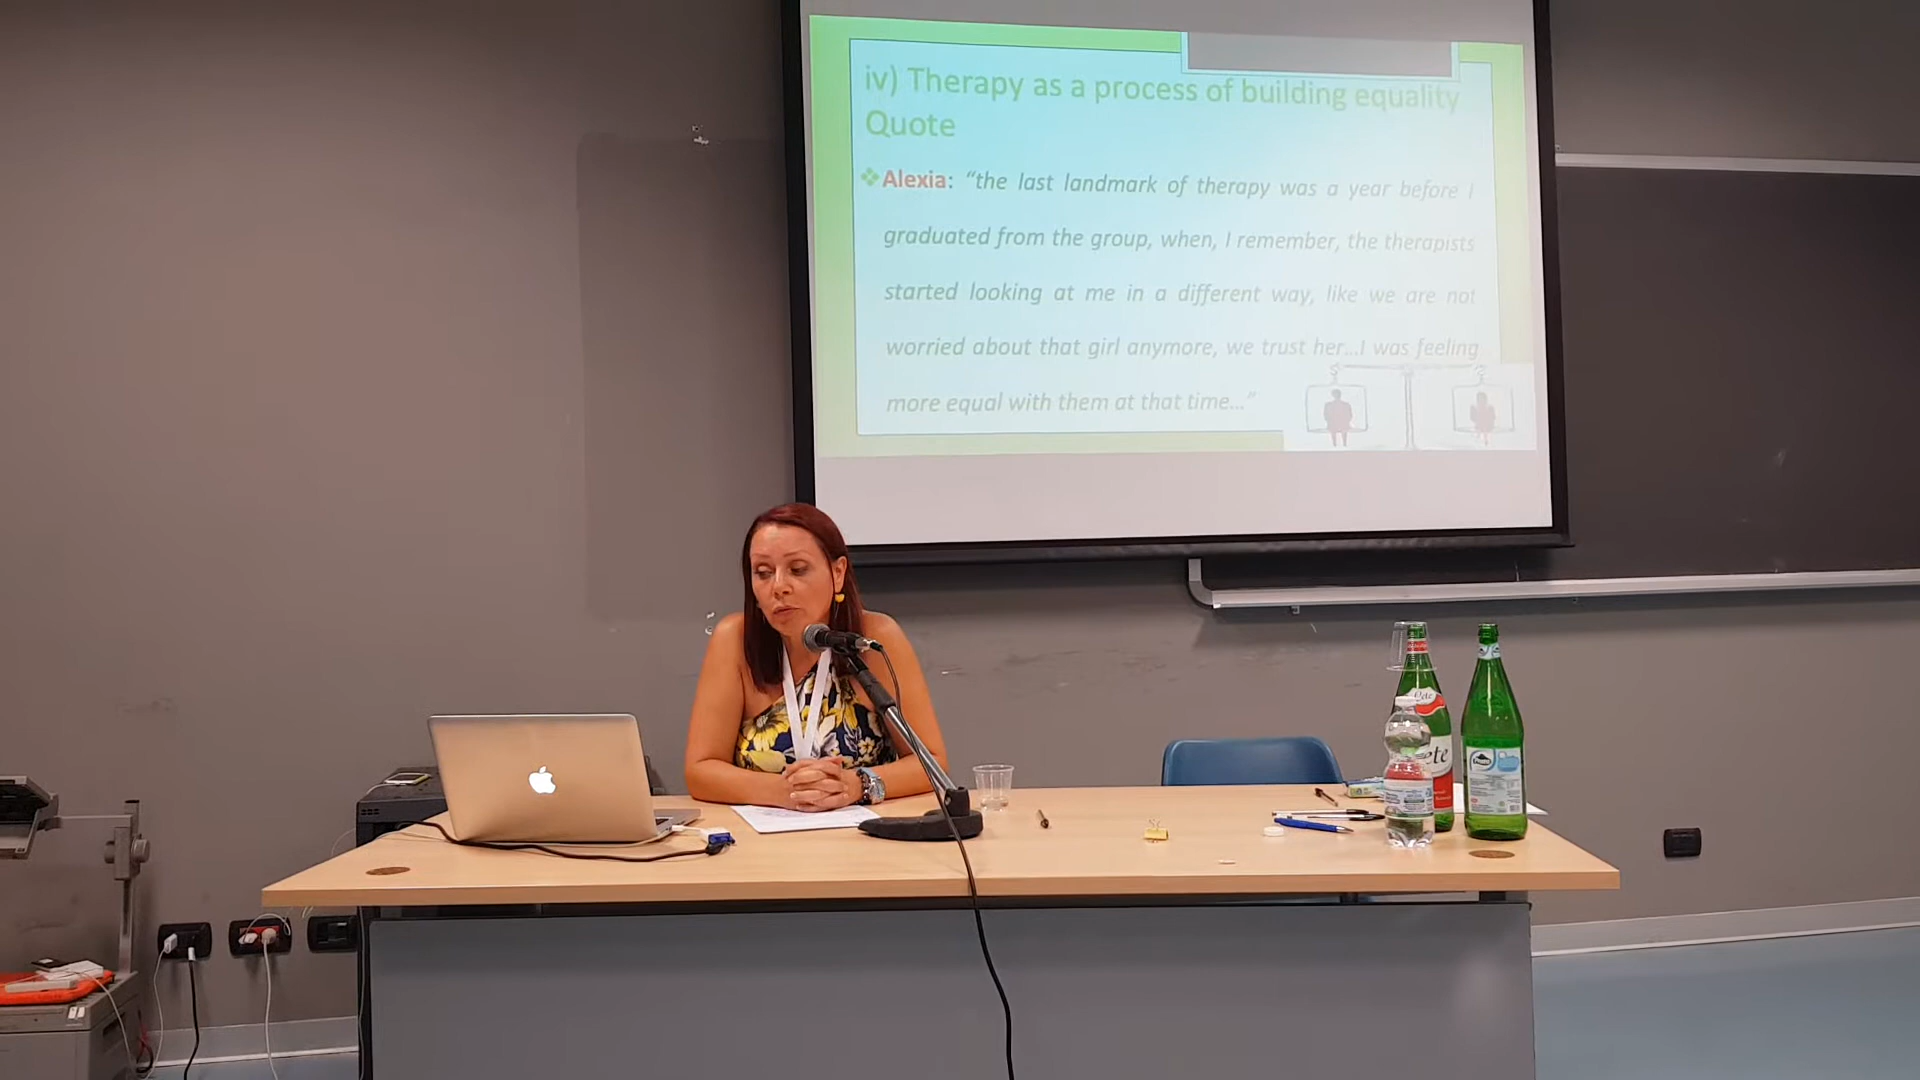 iv) Therapy as a process of building equality
Quote
Alexia: “the last landmark of therapy was a year before I
graduated from the group, when, I remember, the therapists
started looking at me in a different way, like we are not
worried about that girl anymore, we trust her...I was feeling
more equal with them at that time...”
ete